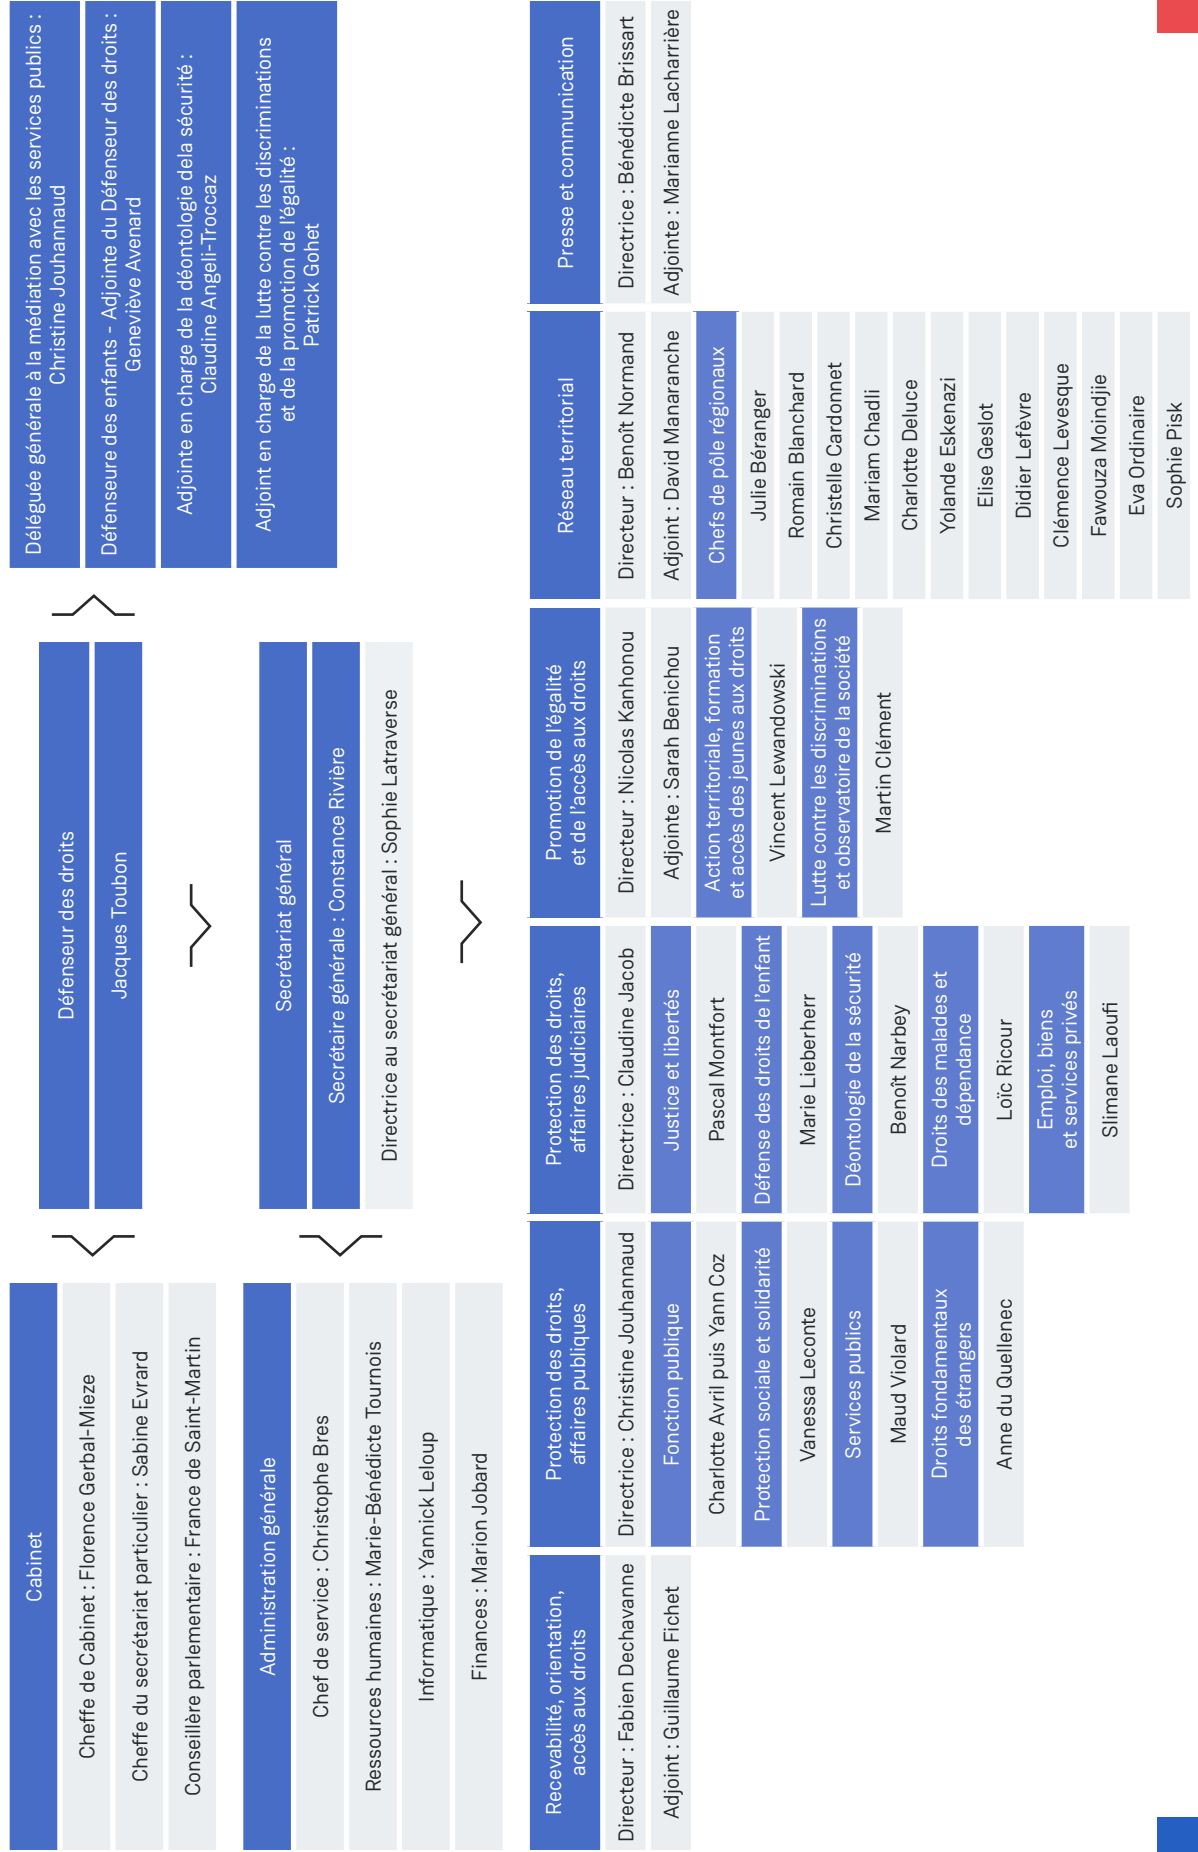 Cabinet
Cheffe de Cabinet : Florence Gerbal-Mieze
Cheffe du secrétariat particulier : Sabine Evrard
Conseillère parlementaire : France de Saint-Martin
Défenseur des droits
Jacques Toubon
Déléguée générale à la médiation avec les services publics :
Christine Jouhannaud
Défenseure des enfants - Adjointe du Défenseur des droits :
Geneviève Avenard
Adjointe en charge de la déontologie dela sécurité :
Claudine Angeli-Troccaz
Adjoint en charge de la lutte contre les discriminations
et de la promotion de l'égalité :
Patrick Gohet
Administration générale
Chef de service : Christophe Bres
Ressources humaines : Marie-Bénédicte Tournois
Informatique : Yannick Leloup
Finances : Marion Jobard
Secrétariat général
Secrétaire générale : Constance Rivière
Directrice au secrétariat général : Sophie Latraverse
Recevabilité, orientation,
accès aux droits
Directeur : Fabien Dechavanne
Adjoint : Guillaume Fichet
Protection des droits,
affaires publiques
Directrice : Christine Jouhannaud
Fonction publique
Charlotte Avril puis Yann Coz
Protection sociale et solidarité
Vanessa Leconte
Services publics
Maud Violard
Droits fondamentaux
des étrangers
Anne du Quellenec
Protection des droits,
affaires judiciaires
Directrice : Claudine Jacob
Justice et libertés
Pascal Montfort
Défense des droits de l'enfant
Marie Lieberherr
Déontologie de la sécurité
Benoît Narbey
Droits des malades et
dépendance
Loïc Ricour
Emploi, biens
et services privés
Slimane Laoufi
Promotion de l'égalité
et de l'accès aux droits
Directeur : Nicolas Kanhonou
Adjointe : Sarah Benichou
Action territoriale, formation
et accès des jeunes aux droits
Vincent Lewandowski
Lutte contre les discriminations
et observatoire de la société
Martin Clément
Réseau territorial
Directeur : Benoît Normand
Adjoint : David Manaranche
Chefs de pôle régionaux
Julie Béranger
Romain Blanchard
Christelle Cardonnet
Mariam Chadli
Charlotte Deluce
Yolande Eskenazi
Elise Geslot
Didier Lefèvre
Clémence Levesque
Fawouza Moindjie
Eva Ordinaire
Sophie Pisk
Presse et communication
Directrice : Bénédicte Brissart
Adjointe : Marianne Lacharrière